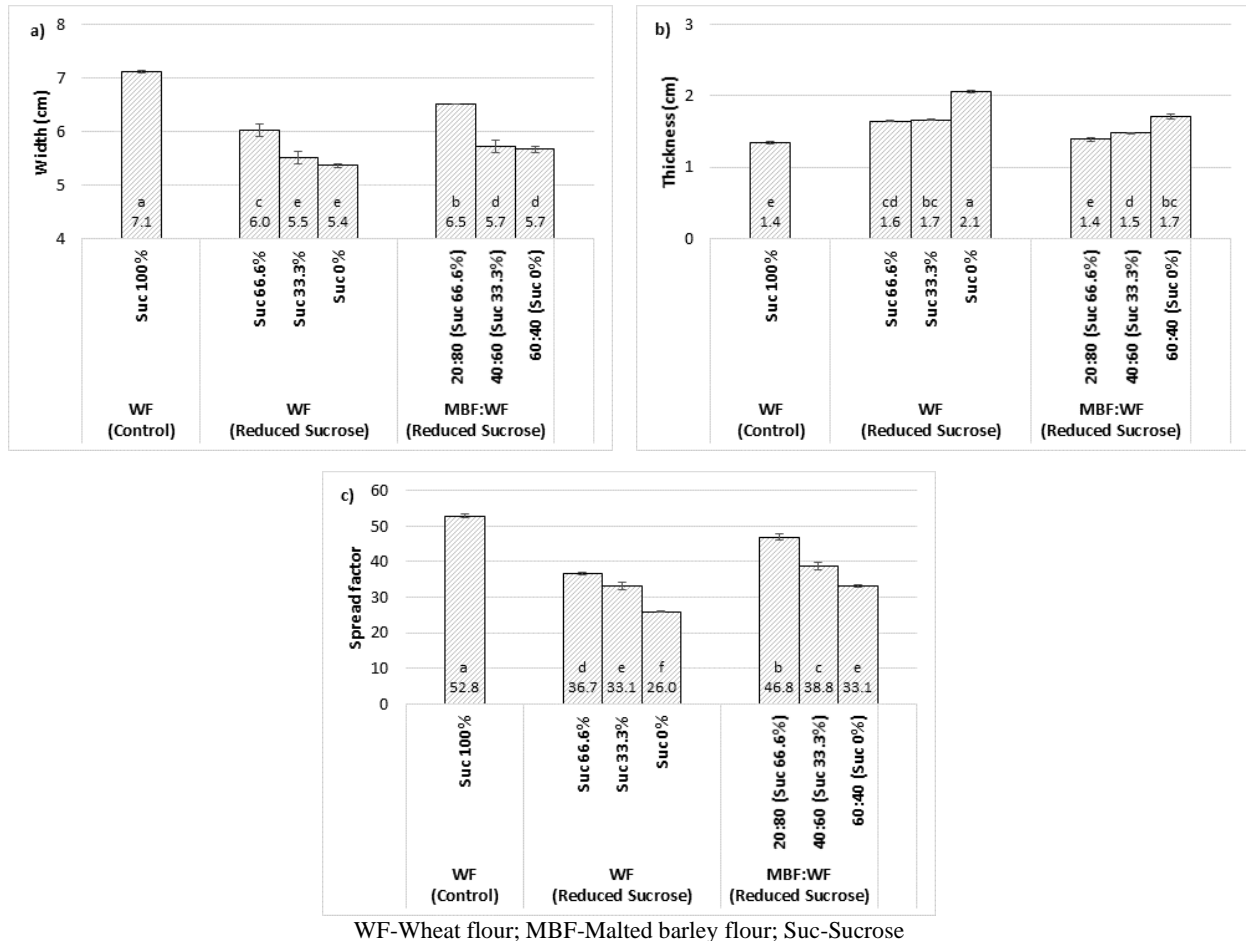 a)
Width (cm)
8
7
6
5
4
a
7.1
c
6.0
e
5.5
e
5.4
b
6.5
d
5.7
d
5.7
Suc 100%
Suc 66.6%
Suc 33.3%
Suc 0%
20:80 (Suc 66.6%)
40:60 (Suc 33.3%)
60:40 (Suc 0%)
WF
(Control)
WF
(Reduced Sucrose)
MBF:WF
(Reduced Sucrose)
b)
Thickness (cm)
3
2
1
0
e
1.4
cd
1.6
bc
1.7
a
2.1
e
1.4
d
1.5
bc
1.7
Suc 100%
Suc 66.6%
Suc 33.3%
Suc 0%
20:80 (Suc 66.6%)
40:60 (Suc 33.3%)
60:40 (Suc 0%)
WF
(Control)
WF
(Reduced Sucrose)
MBF:WF
(Reduced Sucrose)
c)
Spread factor
60
50
40
30
20
10
0
a
52.8
d
36.7
e
33.1
f
26.0
b
46.8
c
38.8
e
33.1
Suc 100%
Suc 66.6%
Suc 33.3%
Suc 0%
20:80 (Suc 66.6%)
40:60 (Suc 33.3%)
60:40 (Suc 0%)
WF
(Control)
WF
(Reduced Sucrose)
MBF:WF
(Reduced Sucrose)
WF-Wheat flour; MBF-Malted barley flour; Suc-Sucrose